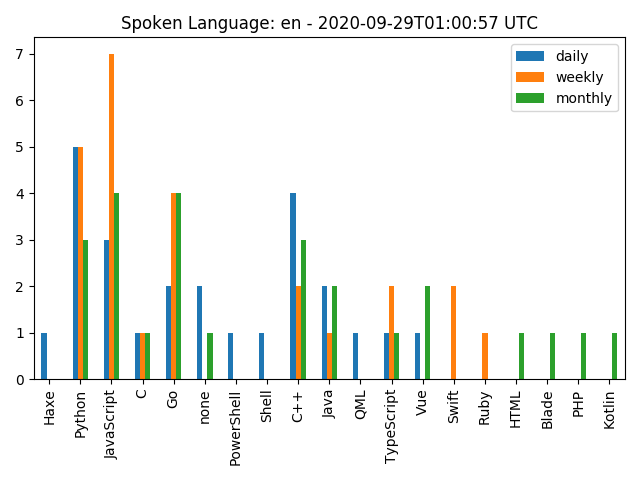 Spoken Language: en - 2020-09-29T01:00:57 UTC
daily
weekly
monthly
7
6
5
4
3
2
1
0
Haxe
Python
JavaScript
C
Go
none
PowerShell
Shell
C++
Java
QML
TypeScript
Vue
Swift
Ruby
HTML
Blade
PHP
Kotlin